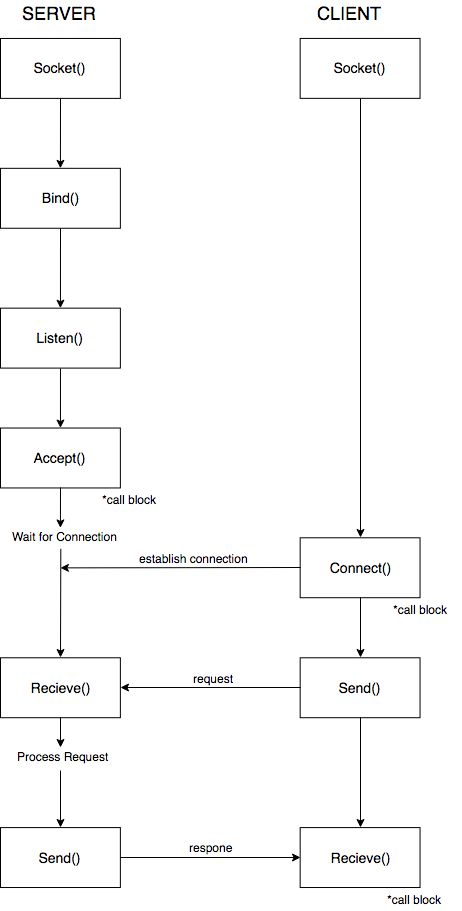 SERVER
CLIENT
Socket()
Socket()
Bind()
Listen()
Accept()
*call block
Wait for Connection
establish connection
Connect()
*call block
Recieve()
request
Send()
Process Request
Send()
respone
Recieve()
*call block